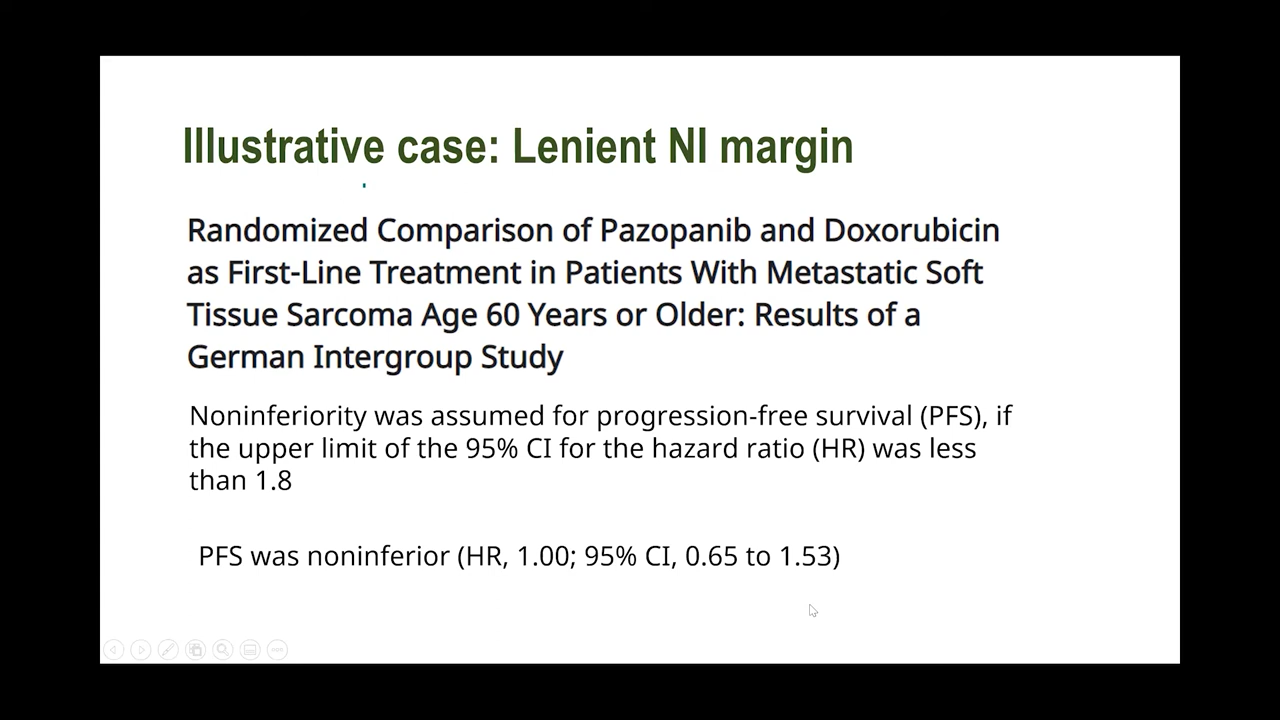 Illustrative case: Lenient NI margin
Randomized Comparison of Pazopanib and Doxorubicin
as First-Line Treatment in Patients With Metastatic Soft
Tissue Sarcoma Age 60 Years or Older: Results of a
German Intergroup Study
Noninferiority was assumed for progression-free survival (PFS), if
the upper limit of the 95% CI for the hazard ratio (HR) was less
than 1.8
PFS was noninferior (HR, 1.00; 95% CI, 0.65 to 1.53)